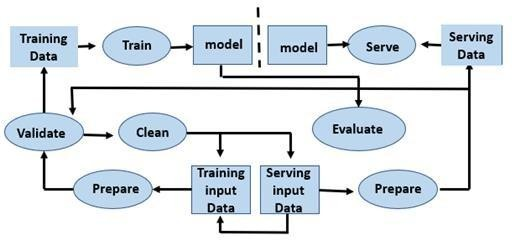 Training
Data
Train
model
model
Serve
Serving
Data
Validate
Clean
Evaluate
Prepare
Training
input
Data
Serving
input
Data
Prepare